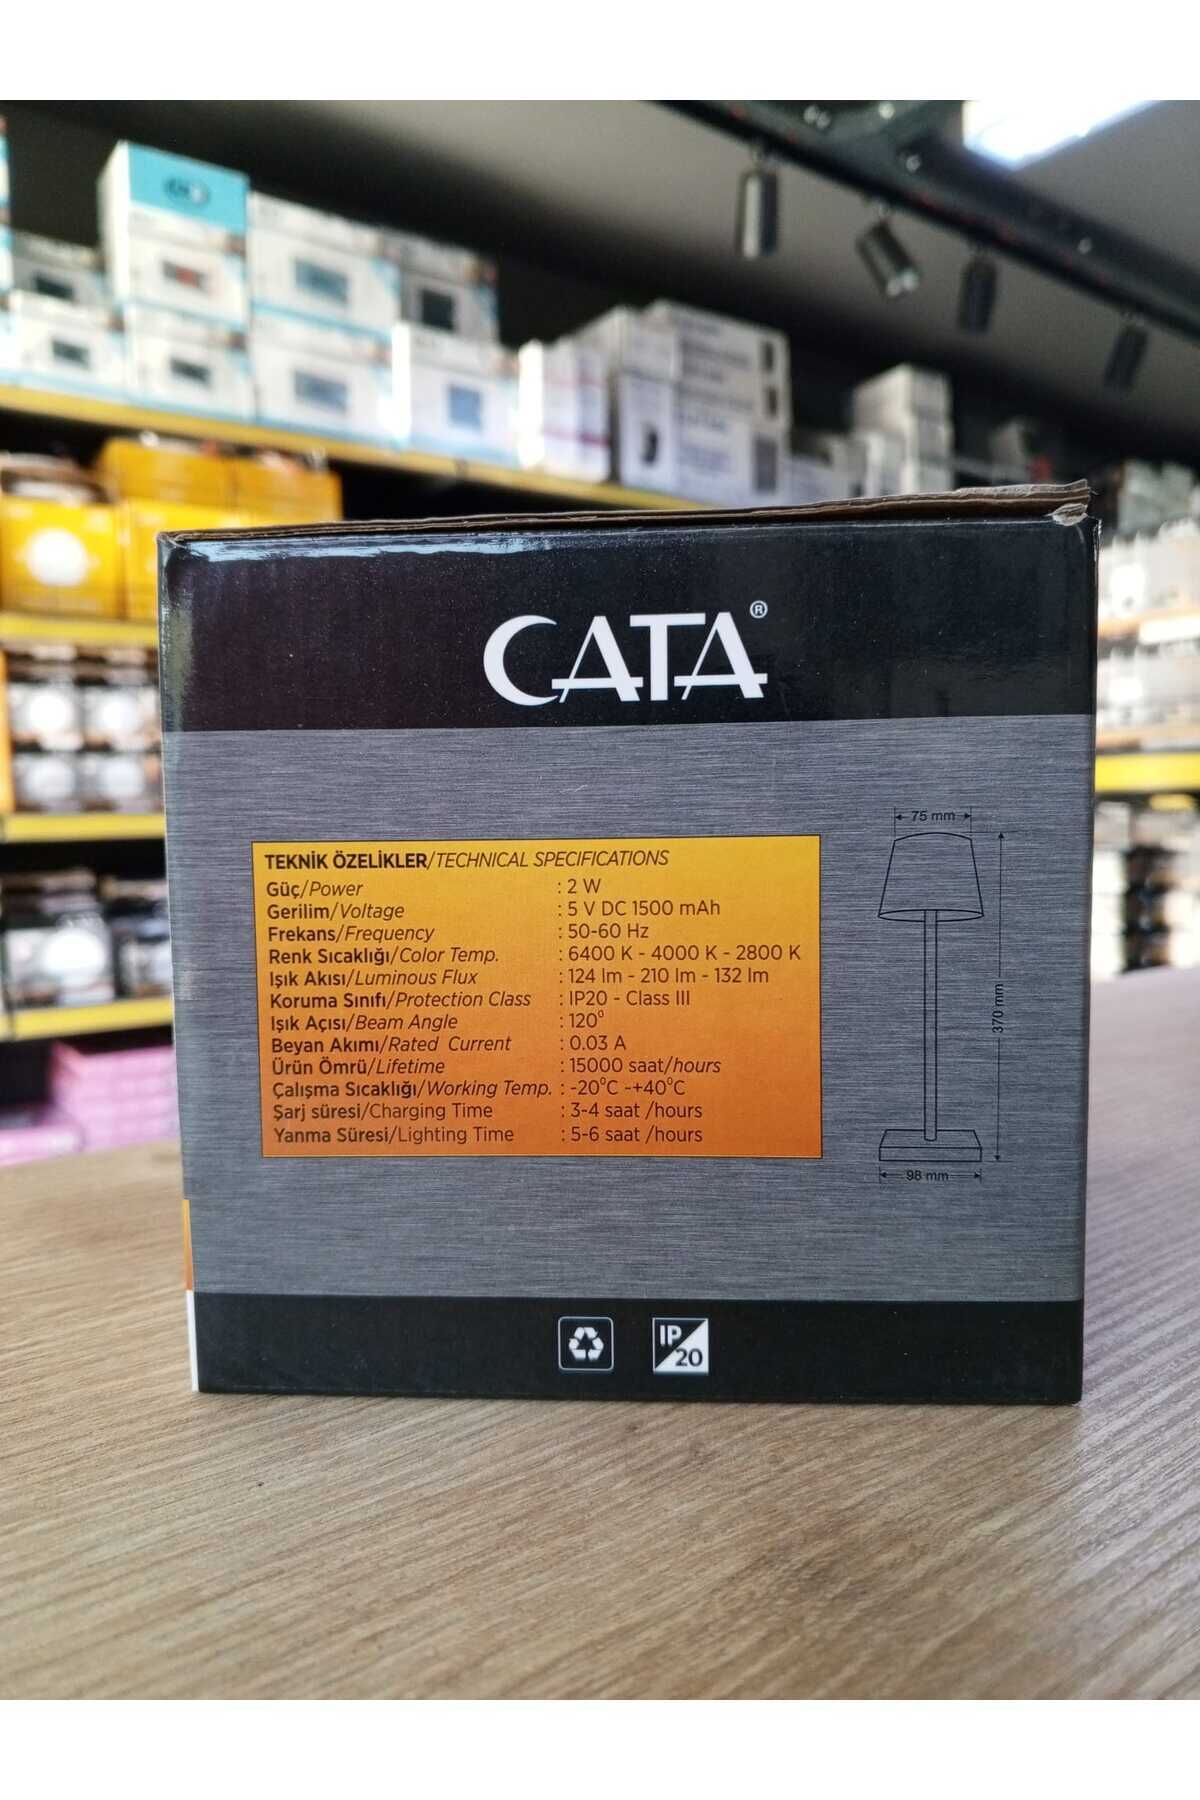 CATA®
75 mm
TEKNİK ÖZELİKLER/TECHNICAL SPECIFICATIONS
Güç/Power : 2 W
Gerilim/Voltage : 5 V DC 1500 mAh
Frekans/Frequency : 50-60 Hz
Renk Sıcaklığı/Color Temp. : 6400 K - 4000 K - 2800 K
Işık Akısı/Luminous Flux : 124 lm - 210 lm - 132 lm
Koruma Sınıfı/Protection Class : IP20 - Class III
Işık Açısı/Beam Angle : 120⁰
Beyan Akımı/Rated Current : 0.03 A
Ürün Ömrü/Lifetime : 15000 saat/hours
Çalışma Sıcaklığı/Working Temp. : -20⁰C -+40⁰C
Şarj süresi/Charging Time : 3-4 saat /hours
Yanma Süresi/Lighting Time : 5-6 saat /hours
370 mm
98 mm
IP
20